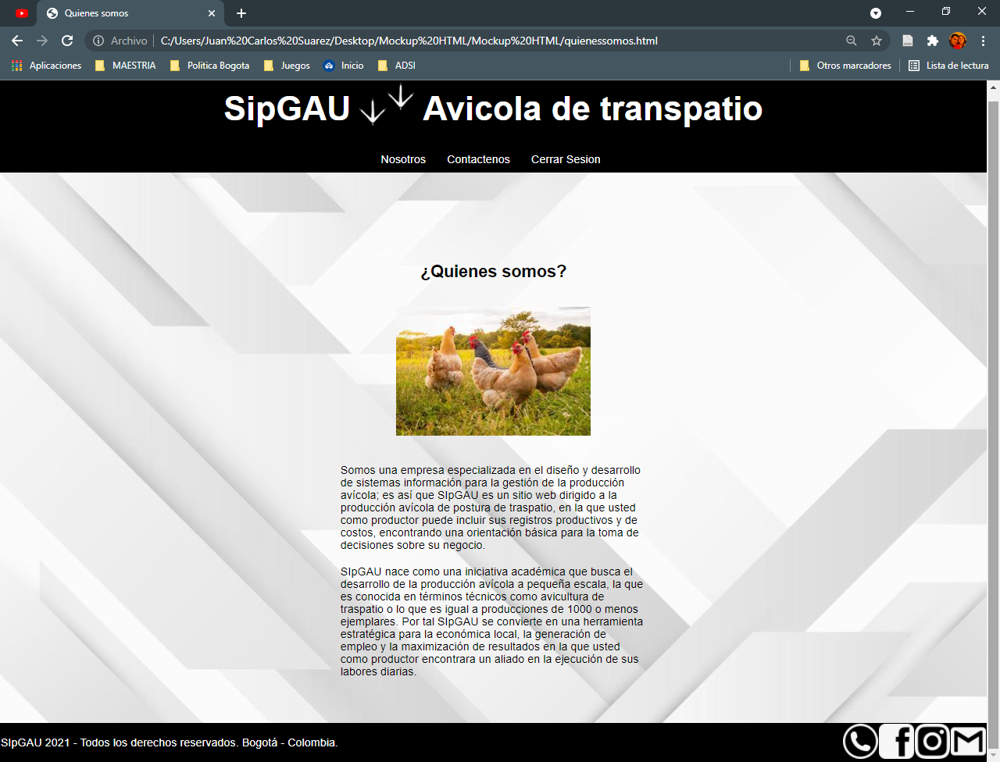 Quienes somos
Archivo C:/Users/Juan%20Carlos%20Suarez/Desktop/Mockup%20HTML/Mockup%20HTML/quienessomos.html
Aplicaciones MAESTRIA Politica Bogota Juegos Inicio ADSI Otros marcadores Lista de lectura
SipGAU Avicola de transpatio
Nosotros Contactenos Cerrar Sesion
¿Quienes somos?
Somos una empresa especializada en el diseño y desarrollo
de sistemas información para la gestión de la producción
avícola; es así que SIpGAU es un sitio web dirigido a la
producción avícola de postura de traspatio, en la que usted
como productor puede incluir sus registros productivos y de
costos, encontrando una orientación básica para la toma de
decisiones sobre su negocio.
SIpGAU nace como una iniciativa académica que busca el
desarrollo de la producción avícola a pequeña escala, la que
es conocida en términos técnicos como avicultura de
traspatio o lo que es igual a producciones de 1000 o menos
ejemplares. Por tal SIpGAU se convierte en una herramienta
estratégica para la económica local, la generación de
empleo y la maximización de resultados en la que usted
como productor encontrara un aliado en la ejecución de sus
labores diarias.
SIpGAU 2021 - Todos los derechos reservados. Bogotá - Colombia.